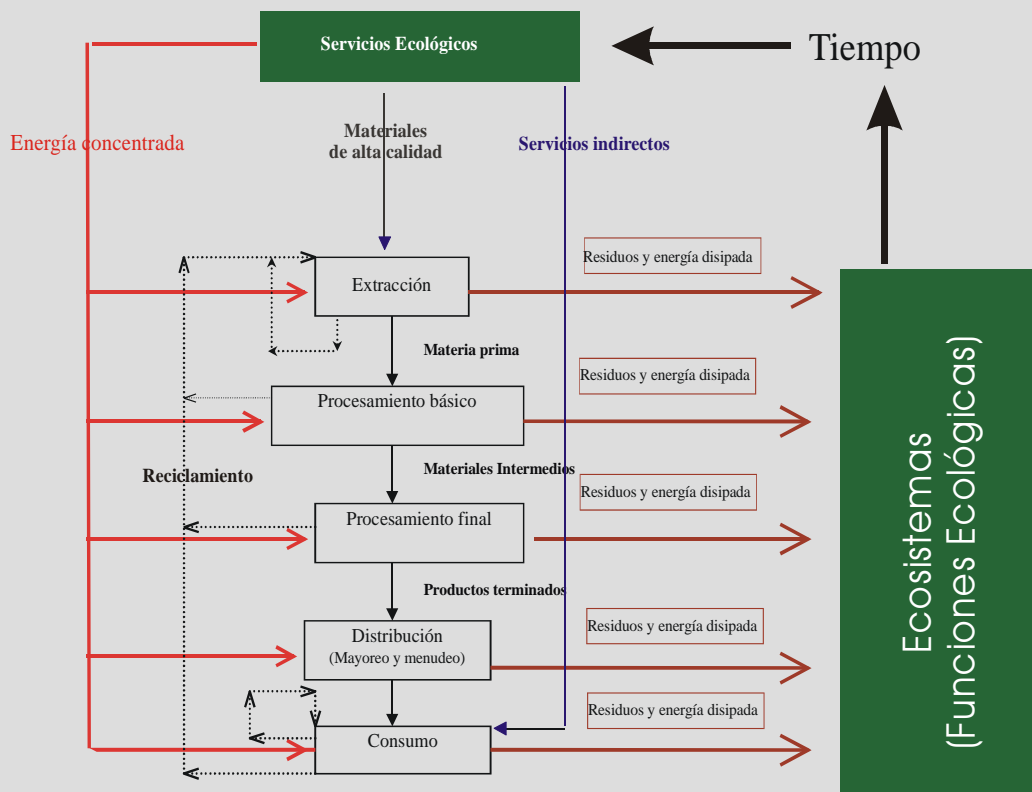 Servicios Ecológicos
Tiempo
Energía concentrada
Materiales
de alta calidad
Servicios indirectos
Residuos y energía disipada
Extracción
Materia prima
Residuos y energía disipada
Procesamiento básico
Reciclamiento
Materiales Intermedios
Residuos y energía disipada
Procesamiento final
Productos terminados
Residuos y energía disipada
Distribución
(Mayoreo y menudeo)
Residuos y energía disipada
Consumo
Ecosistemas
(Funciones Ecológicas)